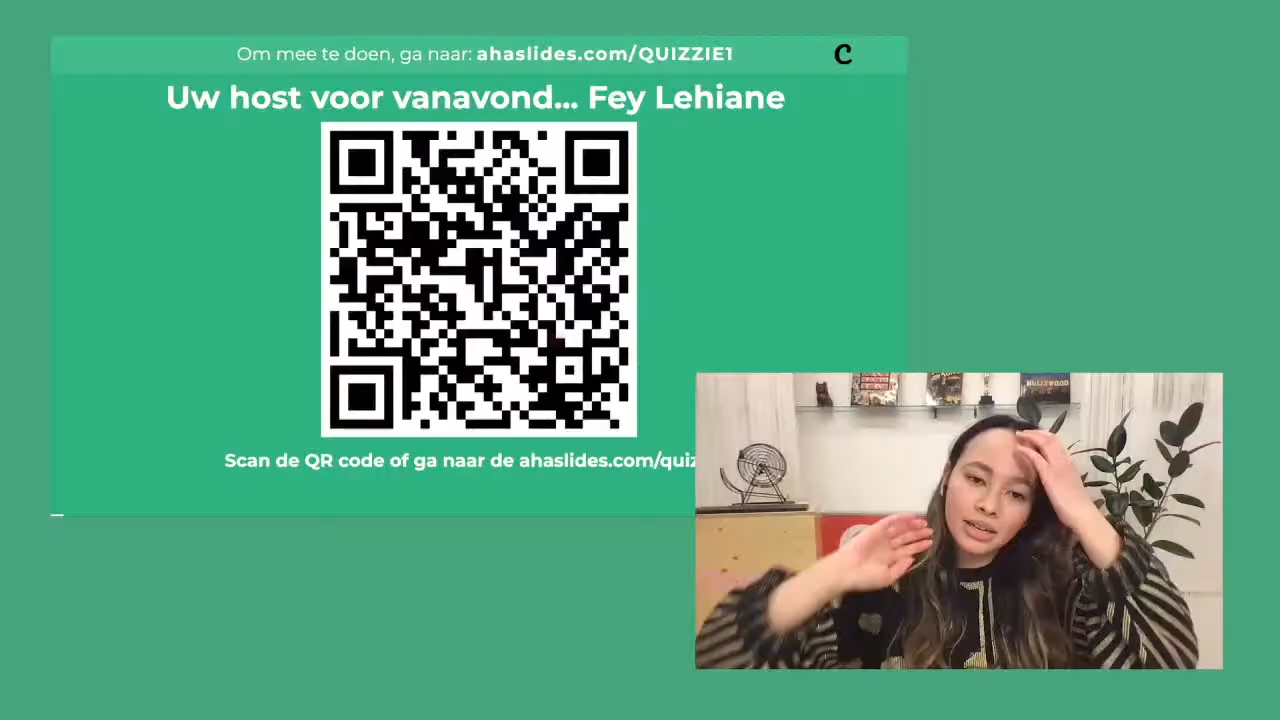 Om mee te doen, ga naar: ahaslides.com/QUIZZIE1
C
Uw host voor vanavond... Fey Lehiane
Scan de QR code of ga naar de ahaslides.com/quiz
HULLEWOOD